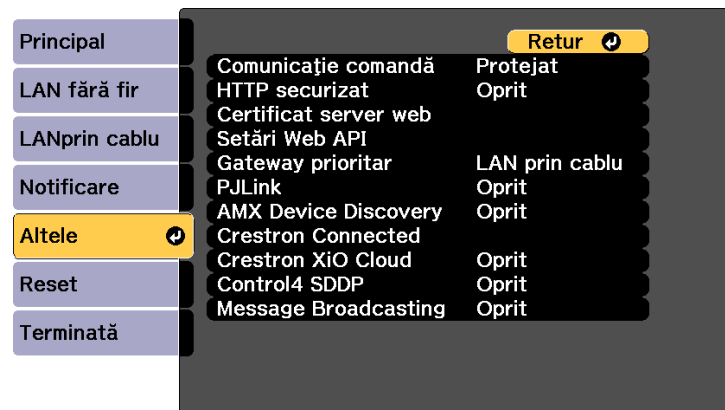 Principal
LAN fără fir
LANprin cablu
Notificare
Altele
Reset
Terminată
Retur
Comunicaţie comandă Protejat
HTTP securizat Oprit
Certificat server web
Setări Web API
Gateway prioritar LAN prin cablu
PJLink Oprit
AMX Device Discovery Oprit
Crestron Connected
Crestron XiO Cloud Oprit
Control4 SDDP Oprit
Message Broadcasting Oprit